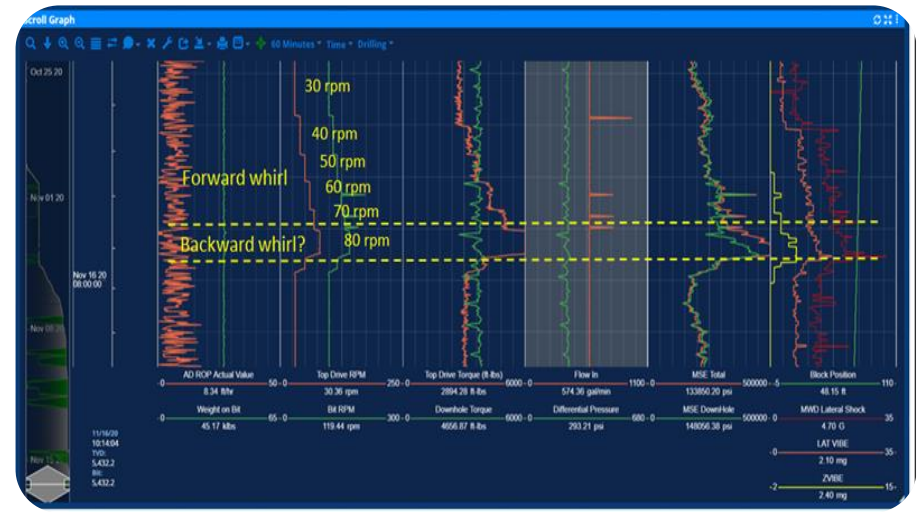 Scroll Graph
60 Minutes Time Drilling
Oct 25 20
30 rpm
40 rpm
50 rpm
Forward whirl
60 rpm
Nov 01 20
70 rpm
Backward whirl?
80 rpm
Nov 16 20
08:00:00
Nov 08 20
AD ROP Actual Value Top Drive RPM Top Drive Torque (ft-lbs) Flow In MSE Total Block Position
0 50 0 250 0 6000 0 1100 0 500000 5 110
8.34 ft/hr 30.36 rpm 2894.28 ft-lbs 574.36 gal/min 133850.20 psi 48.15 ft
Weight on Bit Bit RPM Downhole Torque Differential Pressure MSE DownHole MWD Lateral Shock
0 65 0 300 0 6000 0 680 0 500000 0 35
45.17 klbs 119.44 rpm 4656.87 ft-lbs 293.21 psi 148056.38 psi 4.70 G
11/16/20
10:14:04
LAT VIBE
TVD:
0 35
Nov 15
5,432.2
2.10 mg
Bit:
ZVIBE
5,432.2
-2 15
2.40 mg